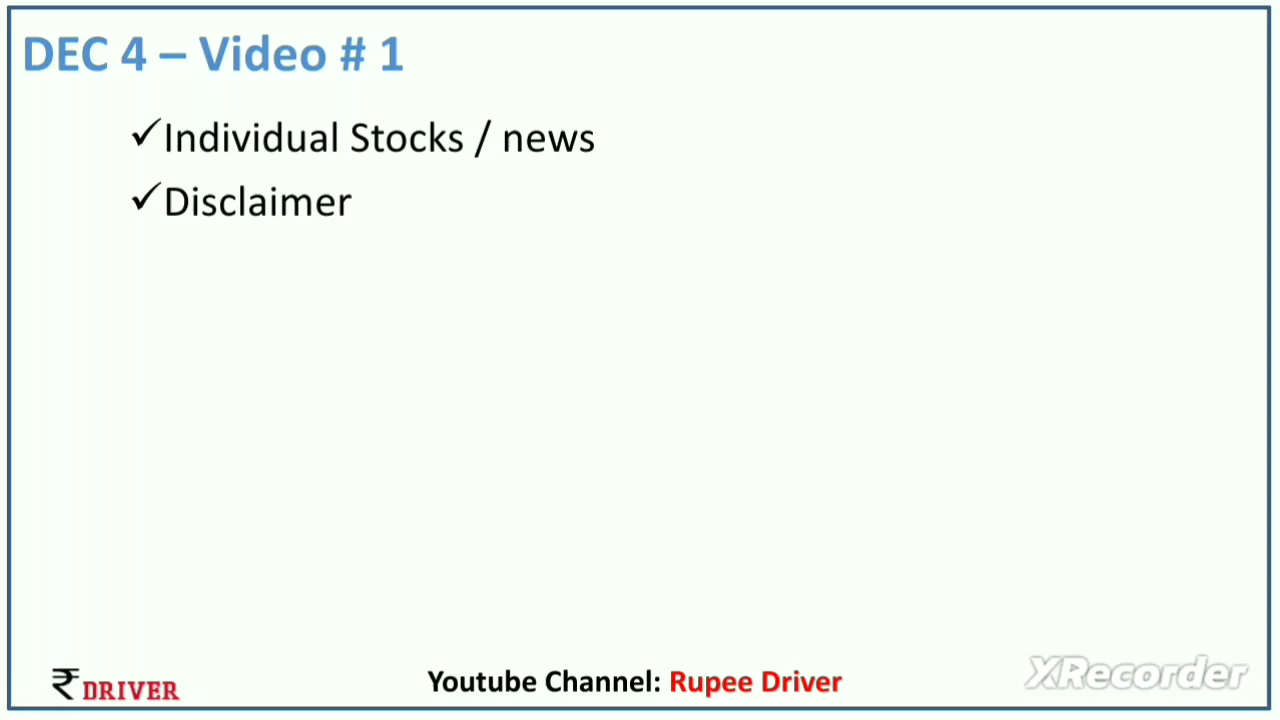 DEC 4 – Video # 1
✓Individual Stocks / news
✓Disclaimer
₹ DRIVER
Youtube Channel: Rupee Driver
XRecorder